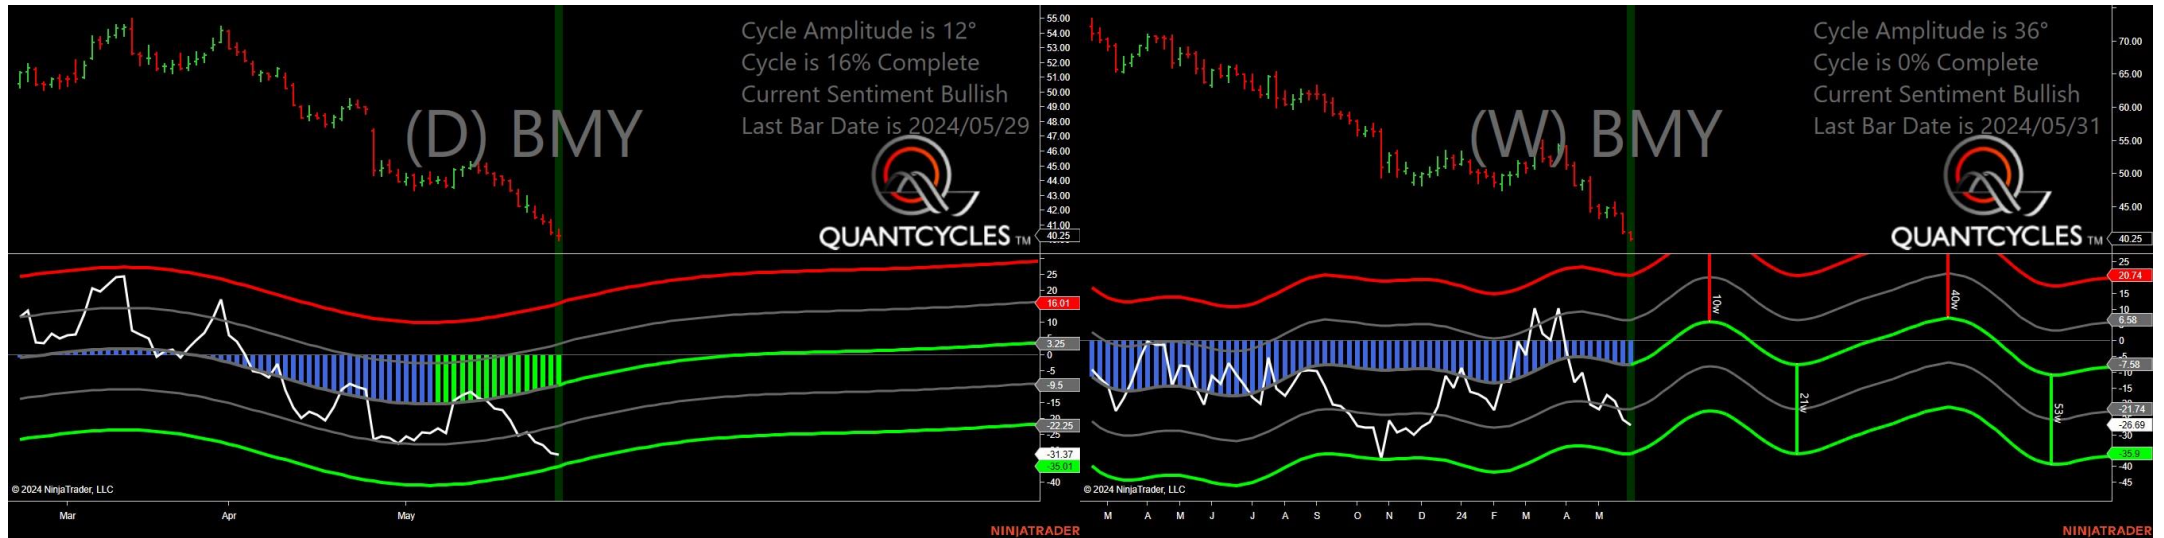 Cycle Amplitude is 12°
Cycle is 16% Complete
Current Sentiment Bullish
Last Bar Date is 2024/05/29
(D) BMY
QUANTCYCLES TM
55.00
54.00
53.00
52.00
51.00
50.00
49.00
48.00
47.00
46.00
45.00
44.00
43.00
42.00
41.00
40.25
25
20
16.01
10
5
3.25
0
-5
-9.5
-15
-20
-22.25
-25
-31.37
-35.01
-40
© 2024 NinjaTrader, LLC
Mar Apr May
NINJATRADER
Cycle Amplitude is 36°
Cycle is 0% Complete
Current Sentiment Bullish
Last Bar Date is 2024/05/31
(W) BMY
QUANTCYCLES TM
70.00
65.00
60.00
55.00
50.00
45.00
40.25
25
20.74
15
10
6.58
0
-5
-7.58
-10
-15
-21.74
-26.69
-30
-35.9
-40
-45
10w
40w
21w
53w
© 2024 NinjaTrader, LLC
M A M J J A S O N D 24 F M A M
NINJATRADER